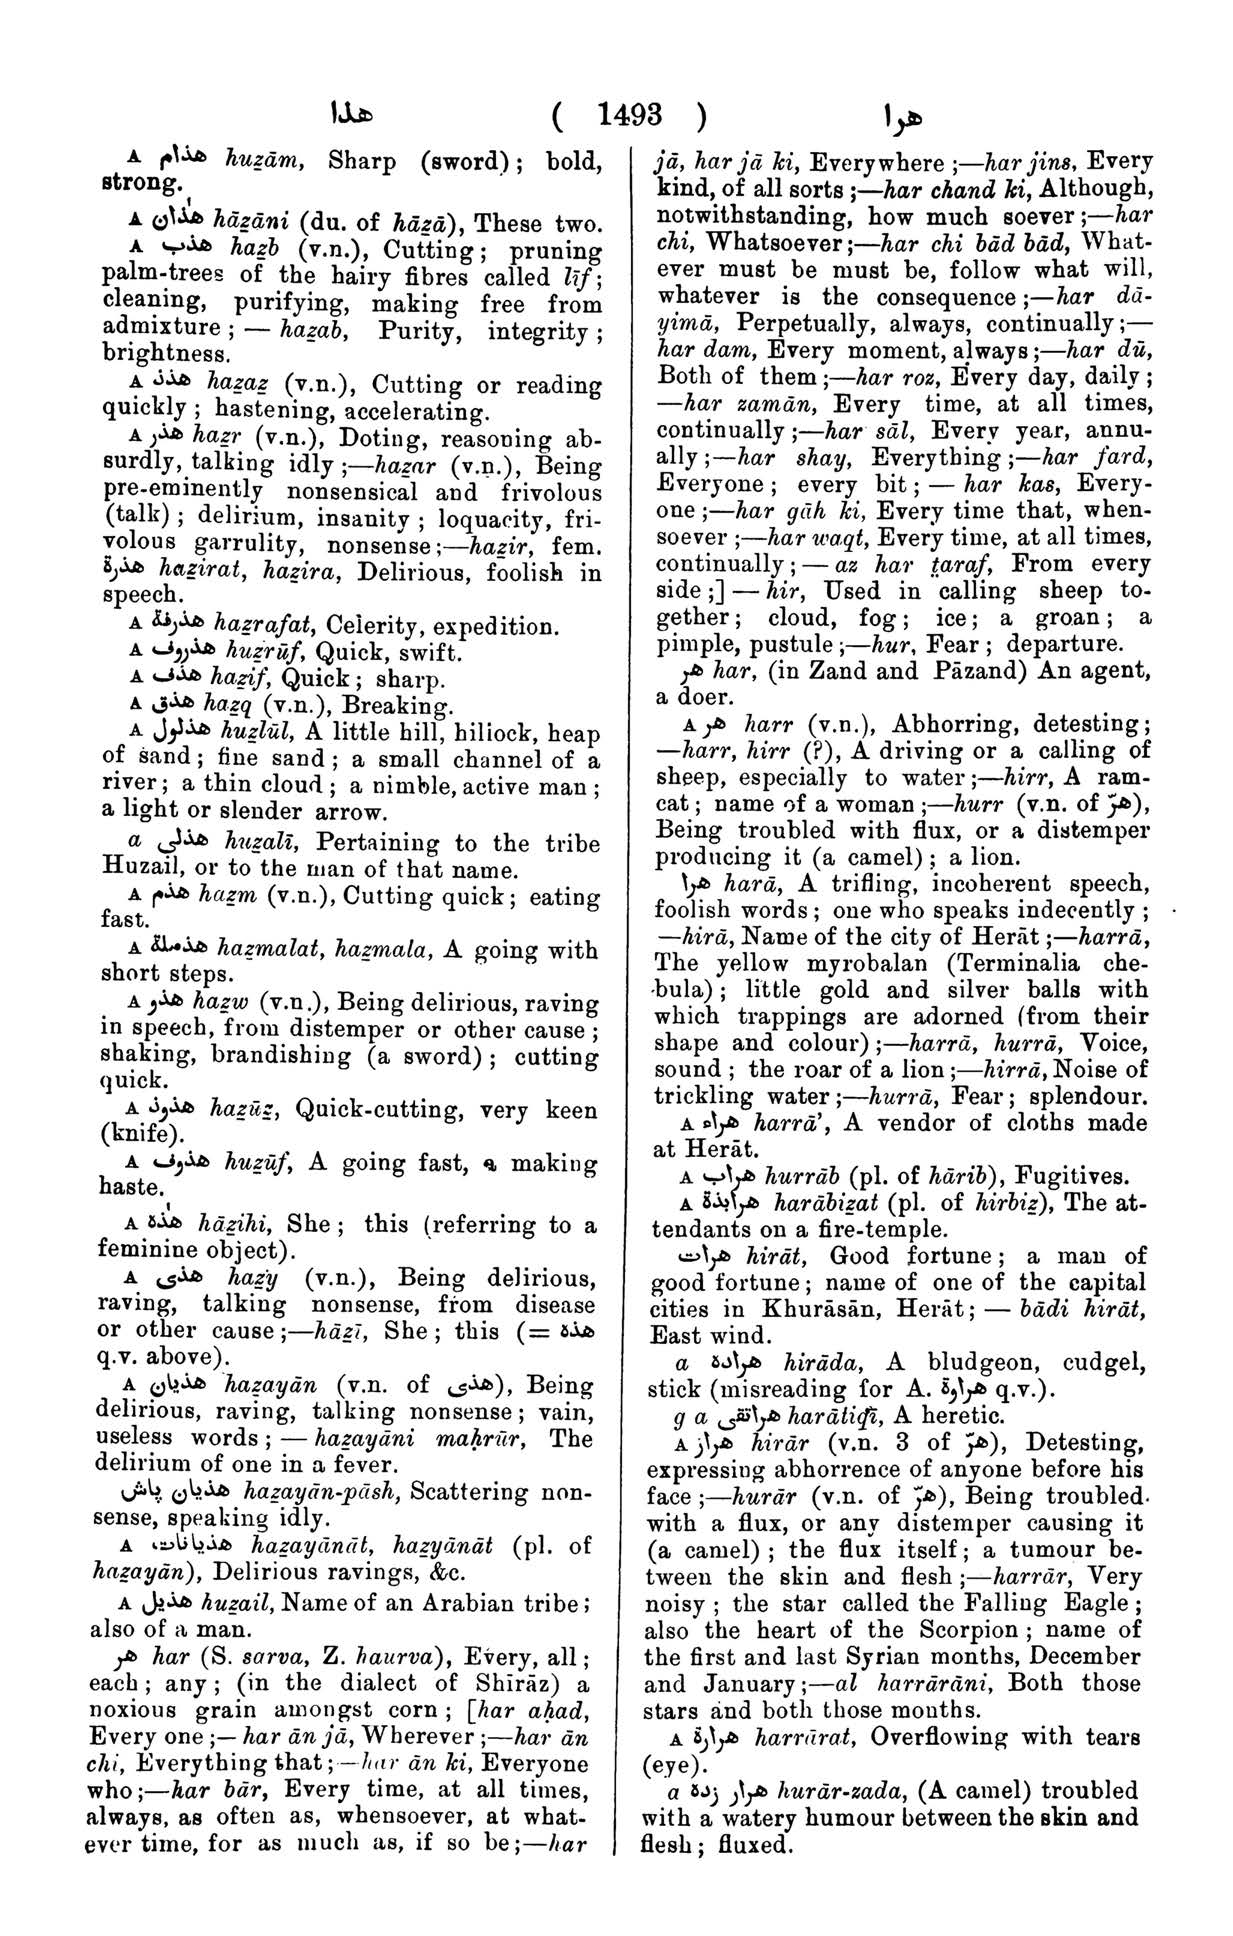 هذا ( 1493 ) هرا
A هذام huẕām, Sharp (sword); bold,
strong.
A هٰذان hāẕāni (du. of hāẕā), These two.
A هذب haẕb (v.n.), Cutting; pruning
palm-trees of the hairy fibres called līf;
cleaning, purifying, making free from
admixture; — haẕab, Purity, integrity;
brightness.
A هذذ haẕaẕ (v.n.), Cutting or reading
quickly; hastening, accelerating.
A هذر haẕr (v.n.), Doting, reasoning ab-
surdly, talking idly;—haẕar (v.n.), Being
pre-eminently nonsensical and frivolous
(talk); delirium, insanity; loquacity, fri-
volous garrulity, nonsense;—haẕir, fem.
هذرة haẕirat, haẕira, Delirious, foolish in
speech.
A هذرفة haẕrafat, Celerity, expedition.
A هذروف huẕrūf, Quick, swift.
A هذف haẕif, Quick; sharp.
A هذق haẕq (v.n.), Breaking.
A هذلول huẕlūl, A little hill, hillock, heap
of sand; fine sand; a small channel of a
river; a thin cloud; a nimble, active man;
a light or slender arrow.
a هذلی huẕalī, Pertaining to the tribe
Huzail, or to the man of that name.
A هذم haẕm (v.n.), Cutting quick; eating
fast.
A هذملة haẕmalat, haẕmala, A going with
short steps.
A هذو haẕw (v.n.), Being delirious, raving
in speech, from distemper or other cause;
shaking, brandishing (a sword); cutting
quick.
A هذوذ haẕūẕ, Quick-cutting, very keen
(knife).
A هذوف huẕūf, A going fast, a making
haste.
A هٰذه hāẕihi, She; this (referring to a
feminine object).
A هذی haẕy (v.n.), Being delirious,
raving, talking nonsense, from disease
or other cause;—hāẕī, She; this (= هذه
q.v. above).
A هذیان haẕayān (v.n. of هذی), Being
delirious, raving, talking nonsense; vain,
useless words; — haẕayāni maḥrūr, The
delirium of one in a fever.
هذیان پاش haẕayān-pāsh, Scattering non-
sense, speaking idly.
A هذیانات haẕayānāt, haẕyānāt (pl. of
haẕayān), Delirious ravings, &c.
A هذیل huẕail, Name of an Arabian tribe;
also of a man.
هر har (S. sarva, Z. haurva), Every, all;
each; any; (in the dialect of Shīrāz) a
noxious grain amongst corn; [har aḥad,
Every one;—har ān jā, Wherever;—har ān
chi, Everything that;—har ān ki, Everyone
who;—har bār, Every time, at all times,
always, as often as, whensoever, at what-
ever time, for as much as, if so be;—har
jā, har jā ki, Everywhere;—har jins, Every
kind, of all sorts;—har chand ki, Although,
notwithstanding, how much soever;—har
chi, Whatsoever;—har chi bād bād, What-
ever must be must be, follow what will,
whatever is the consequence;—har dā-
yimā, Perpetually, always, continually;—
har dam, Every moment, always;—har dū,
Both of them;—har roz, Every day, daily;
—har zamān, Every time, at all times,
continually;—har sāl, Every year, annu-
ally;—har shay, Everything;—har fard,
Everyone; every bit; — har kas, Every-
one;—har gāh ki, Every time that, when-
soever;—har waqt, Every time, at all times,
continually; — az har t̤araf, From every
side;] — hir, Used in calling sheep to-
gether; cloud, fog; ice; a groan; a
pimple, pustule;—hur, Fear; departure.
هر har, (in Zand and Pāzand) An agent,
a doer.
A هر harr (v.n.), Abhorring, detesting;
—harr, hirr (?), A driving or a calling of
sheep, especially to water;—hirr, A ram-
cat; name of a woman;—hurr (v.n. of هرّ),
Being troubled with flux, or a distemper
producing it (a camel); a lion.
هرا harā, A trifling, incoherent speech,
foolish words; one who speaks indecently;
—hirā, Name of the city of Herāt;—harrā,
The yellow myrobalan (Terminalia che-
bula); little gold and silver balls with
which trappings are adorned (from their
shape and colour);—harrā, hurrā, Voice,
sound; the roar of a lion;—hirrā, Noise of
trickling water;—hurrā, Fear; splendour.
A هراء harrā’, A vendor of cloths made
at Herāt.
A هراب hurrāb (pl. of hārib), Fugitives.
A هرابذة harābiẕat (pl. of hirbiẕ), The at-
tendants on a fire-temple.
هرات hirāt, Good fortune; a man of
good fortune; name of one of the capital
cities in Khurāsān, Herāt; — bādi hirāt,
East wind.
a هراده hirāda, A bludgeon, cudgel,
stick (misreading for A. هراوة q.v.).
g a هراتقی harātiqī, A heretic.
A هرار hirār (v.n. 3 of هرّ), Detesting,
expressing abhorrence of anyone before his
face;—hurār (v.n. of هرّ), Being troubled
with a flux, or any distemper causing it
(a camel); the flux itself; a tumour be-
tween the skin and flesh;—harrār, Very
noisy; the star called the Falling Eagle;
also the heart of the Scorpion; name of
the first and last Syrian months, December
and January;—al harrārāni, Both those
stars and both those months.
A هرارة harrārat, Overflowing with tears
(eye).
a هرار زده hurār-zada, (A camel) troubled
with a watery humour between the skin and
flesh; fluxed.